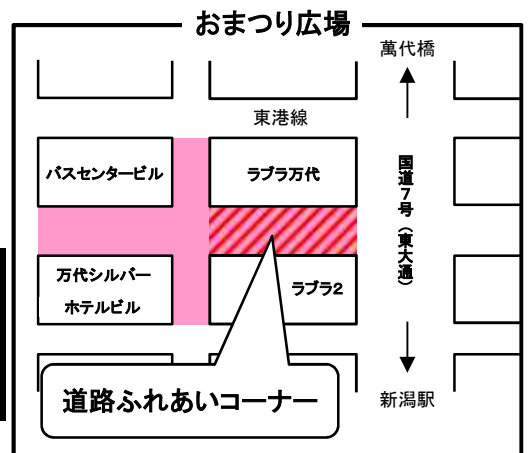 おまつり広場
萬代橋
東港線
バスセンタービル
ラブラ万代
国道7号(東大通)
万代シルバー
ホテルビル
ラブラ2
道路ふれあいコーナー
新潟駅